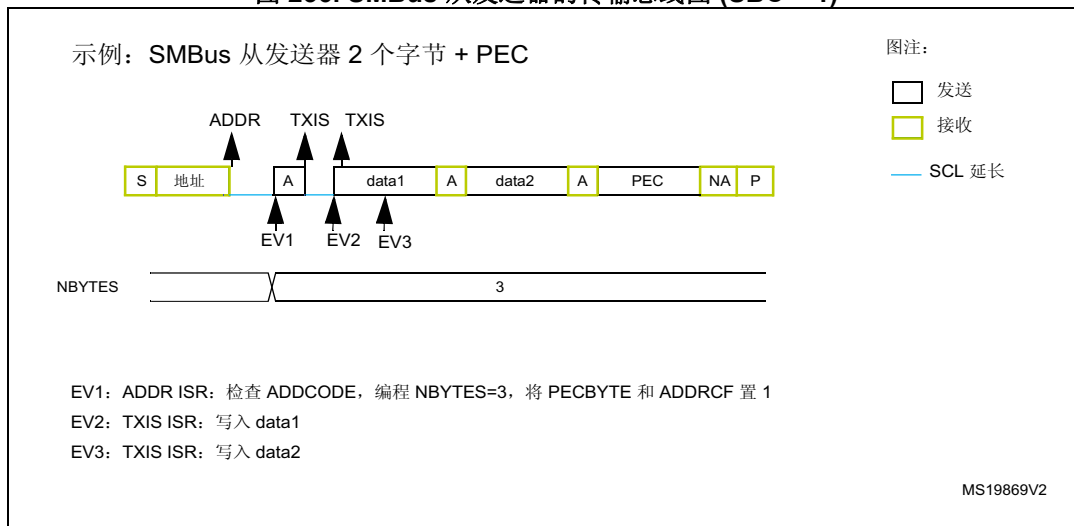 示例：SMBus 从发送器 2 个字节 + PEC
图注：
发送
接收
SCL 延长
ADDR TXIS TXIS
S 地址 A data1 A data2 A PEC NA P
EV1 EV2 EV3
NBYTES 3
EV1：ADDR ISR：检查 ADDCODE，编程 NBYTES=3，将 PECBYTE 和 ADDRCF 置 1
EV2：TXIS ISR：写入 data1
EV3：TXIS ISR：写入 data2
MS19869V2